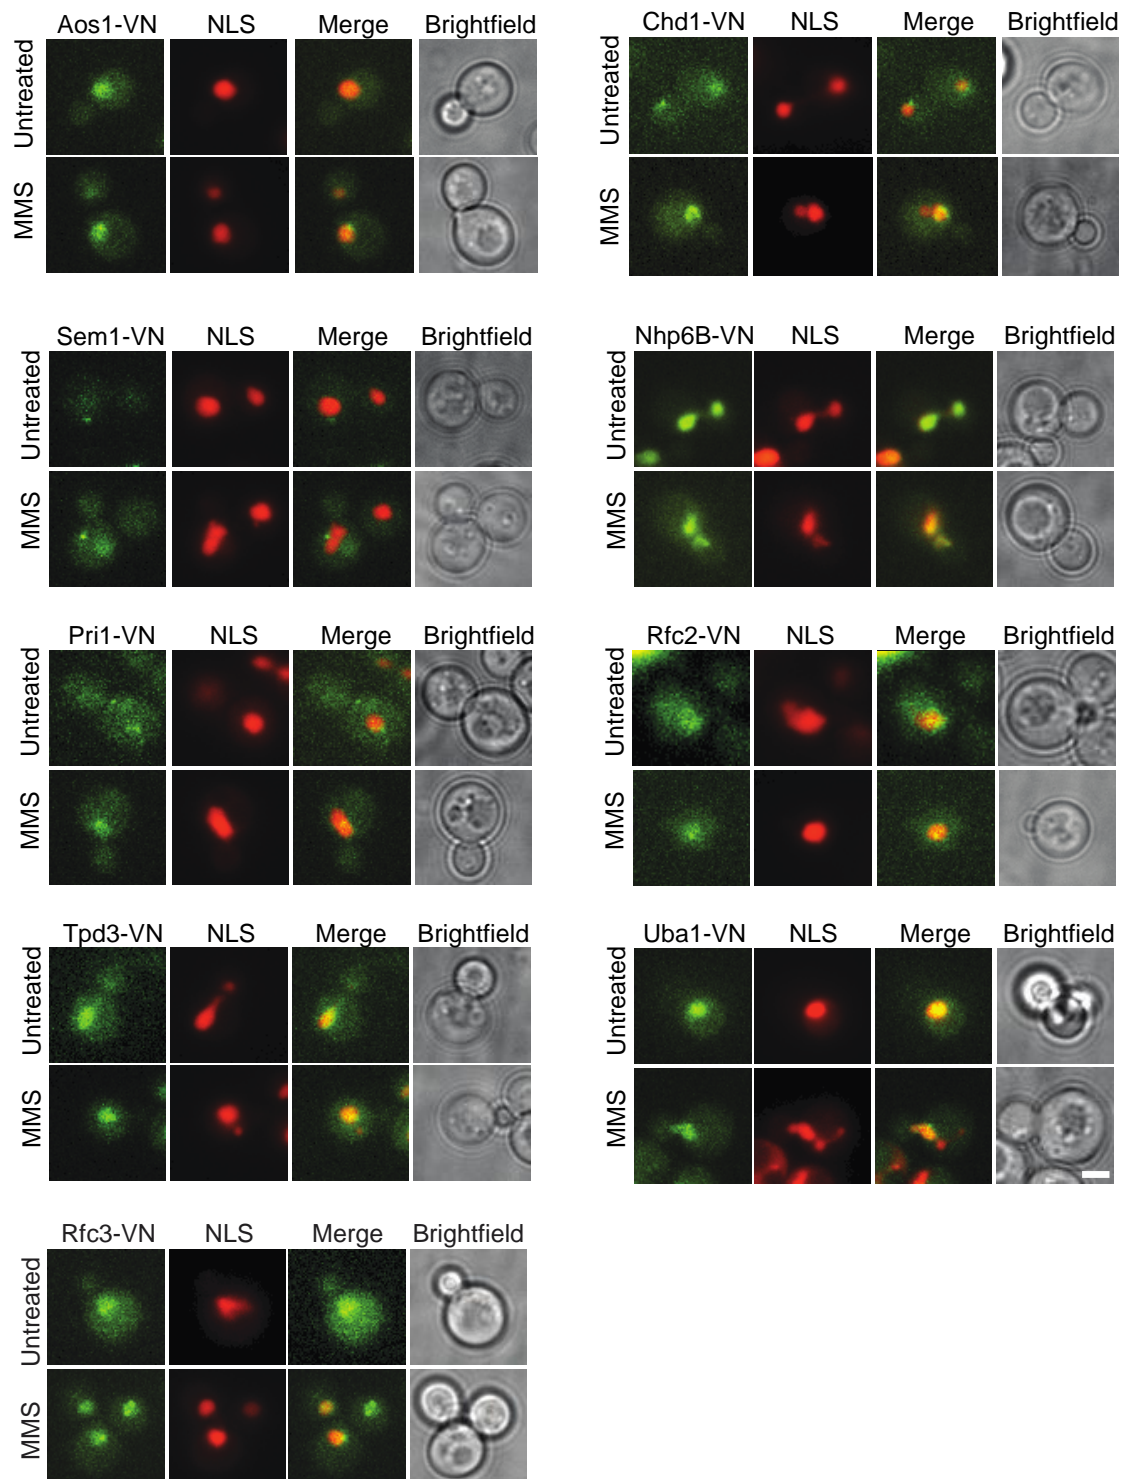 Aos1-VN NLS Merge Brightfield
Untreated
MMS
Chd1-VN NLS Merge Brightfield
Untreated
MMS
Sem1-VN NLS Merge Brightfield
Untreated
MMS
Nhp6B-VN NLS Merge Brightfield
Untreated
MMS
Pri1-VN NLS Merge Brightfield
Untreated
MMS
Rfc2-VN NLS Merge Brightfield
Untreated
MMS
Tpd3-VN NLS Merge Brightfield
Untreated
MMS
Uba1-VN NLS Merge Brightfield
Untreated
MMS
Rfc3-VN NLS Merge Brightfield
Untreated
MMS